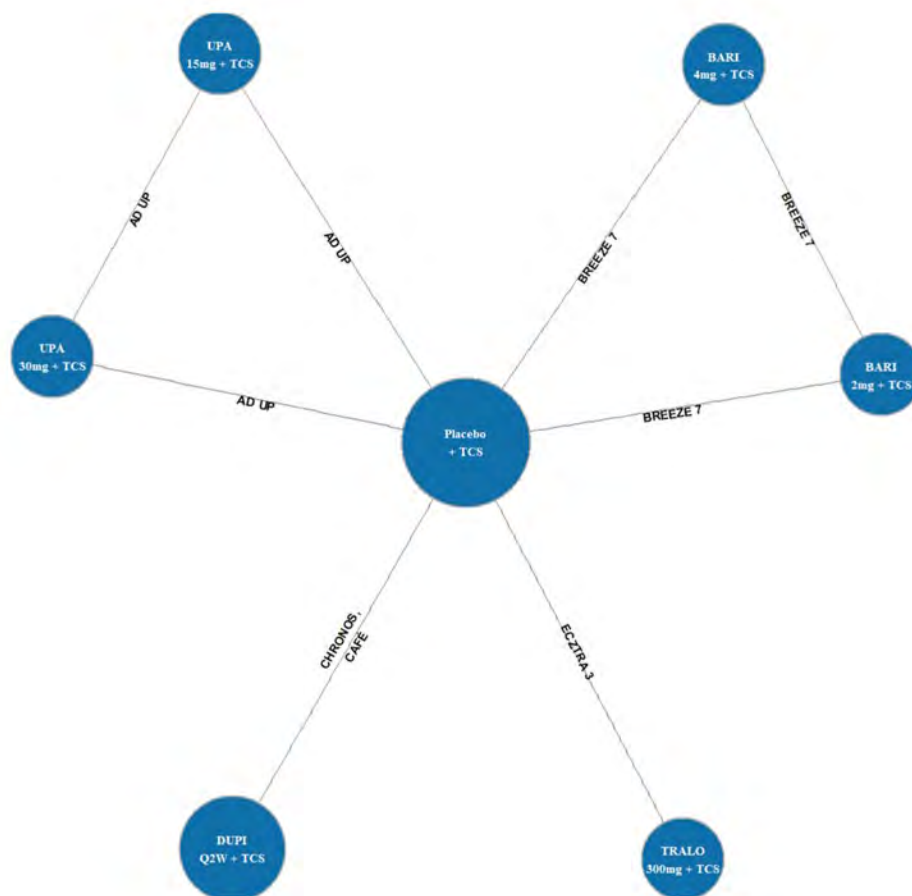 UPA
15mg + TCS
BARI
4mg + TCS
AD UP
AD UP
BREEZE 7
BREEZE 7
UPA
30mg + TCS
BARI
2mg + TCS
AD UP
BREEZE 7
Placebo
+ TCS
CHRONOS,
CAFÉ
ECZTRA 3
DUPI
Q2W + TCS
TRALO
300mg + TCS